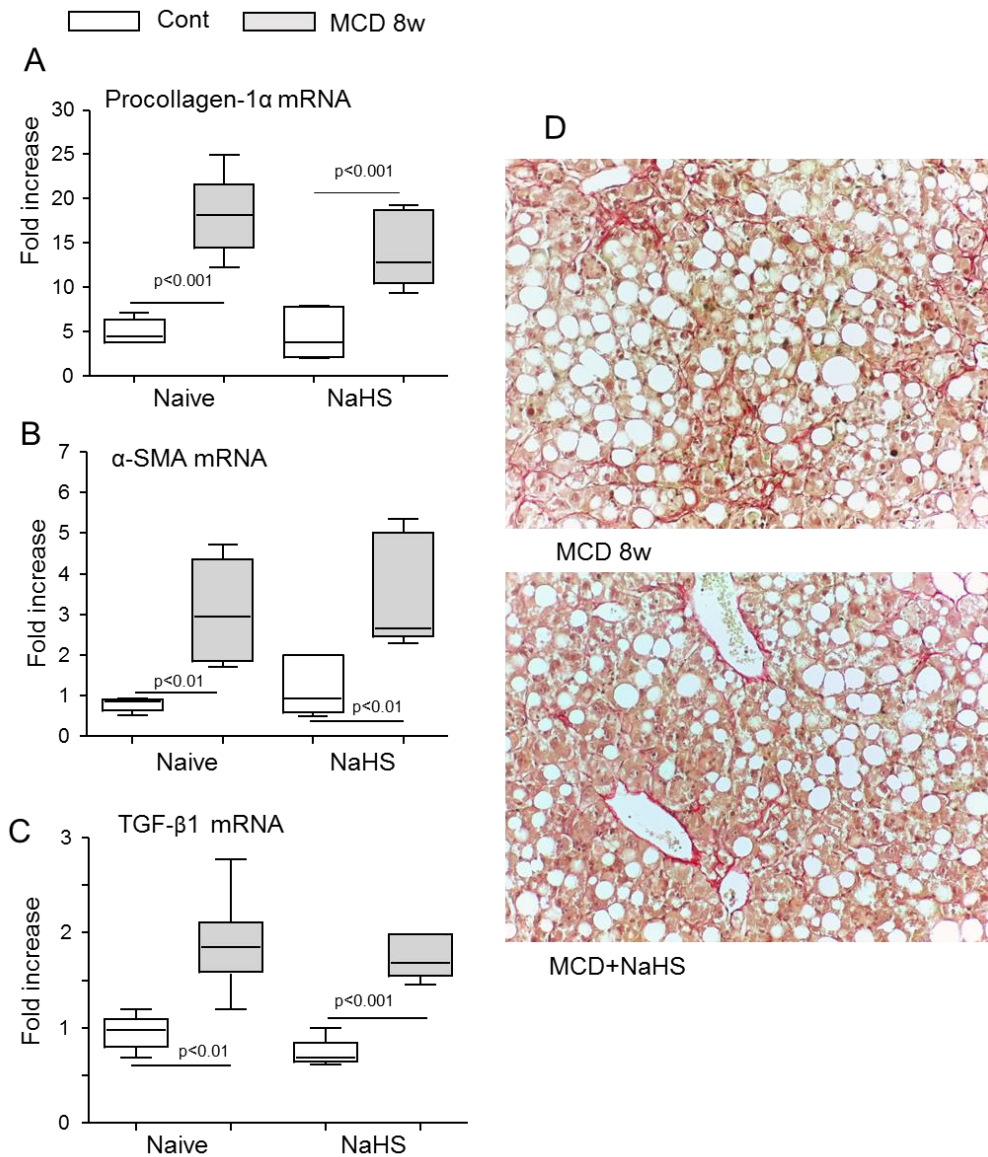 Cont MCD 8w
A
Procollagen-1α mRNA
30
25
20
15
10
5
0
Fold increase
p<0.001
p<0.001
Naive NaHS
B
α-SMA mRNA
7
6
5
4
3
2
1
0
Fold increase
p<0.01
p<0.01
Naive NaHS
C
TGF-β1 mRNA
3
2
1
0
Fold increase
p<0.01
p<0.001
Naive NaHS
D
MCD 8w
MCD+NaHS